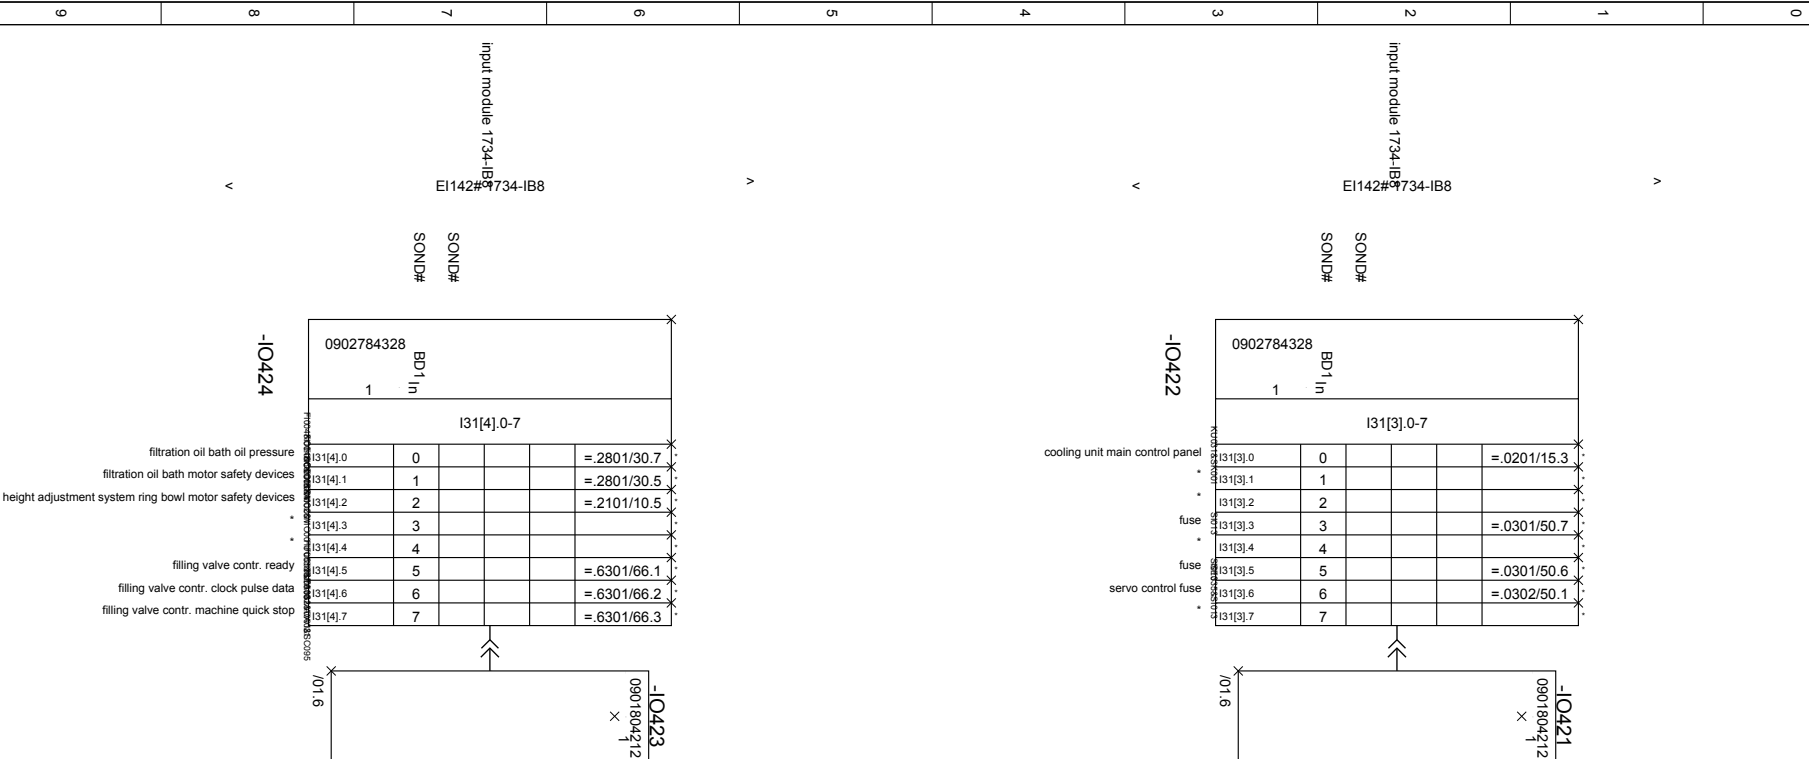 9 8 7 6 5 4 3 2 1 0
input module 1734-IB8
< EI142# 1734-IB8 >
SOND#
SOND#
-IO424
0902784328
BD1
1 In
I31[4].0-7
filtration oil bath oil pressure I31[4].0 0 =.2801/30.7 *
filtration oil bath motor safety devices I31[4].1 1 =.2801/30.5 *
height adjustment system ring bowl motor safety devices I31[4].2 2 =.2101/10.5 *
* I31[4].3 3 *
* I31[4].4 4 *
filling valve contr. ready I31[4].5 5 =.6301/66.1 *
filling valve contr. clock pulse data I31[4].6 6 =.6301/66.2 *
filling valve contr. machine quick stop I31[4].7 7 =.6301/66.3 *
/01.6
-IO423
0901804212
1
input module 1734-IB8
< EI142# 1734-IB8 >
SOND#
SOND#
-IO422
0902784328
BD1
1 In
I31[3].0-7
cooling unit main control panel I31[3].0 0 =.0201/15.3 *
* I31[3].1 1 *
* I31[3].2 2 *
fuse I31[3].3 3 =.0301/50.7 *
* I31[3].4 4 *
fuse I31[3].5 5 =.0301/50.6 *
servo control fuse I31[3].6 6 =.0302/50.1 *
* I31[3].7 7 *
/01.6
-IO421
0901804212
1